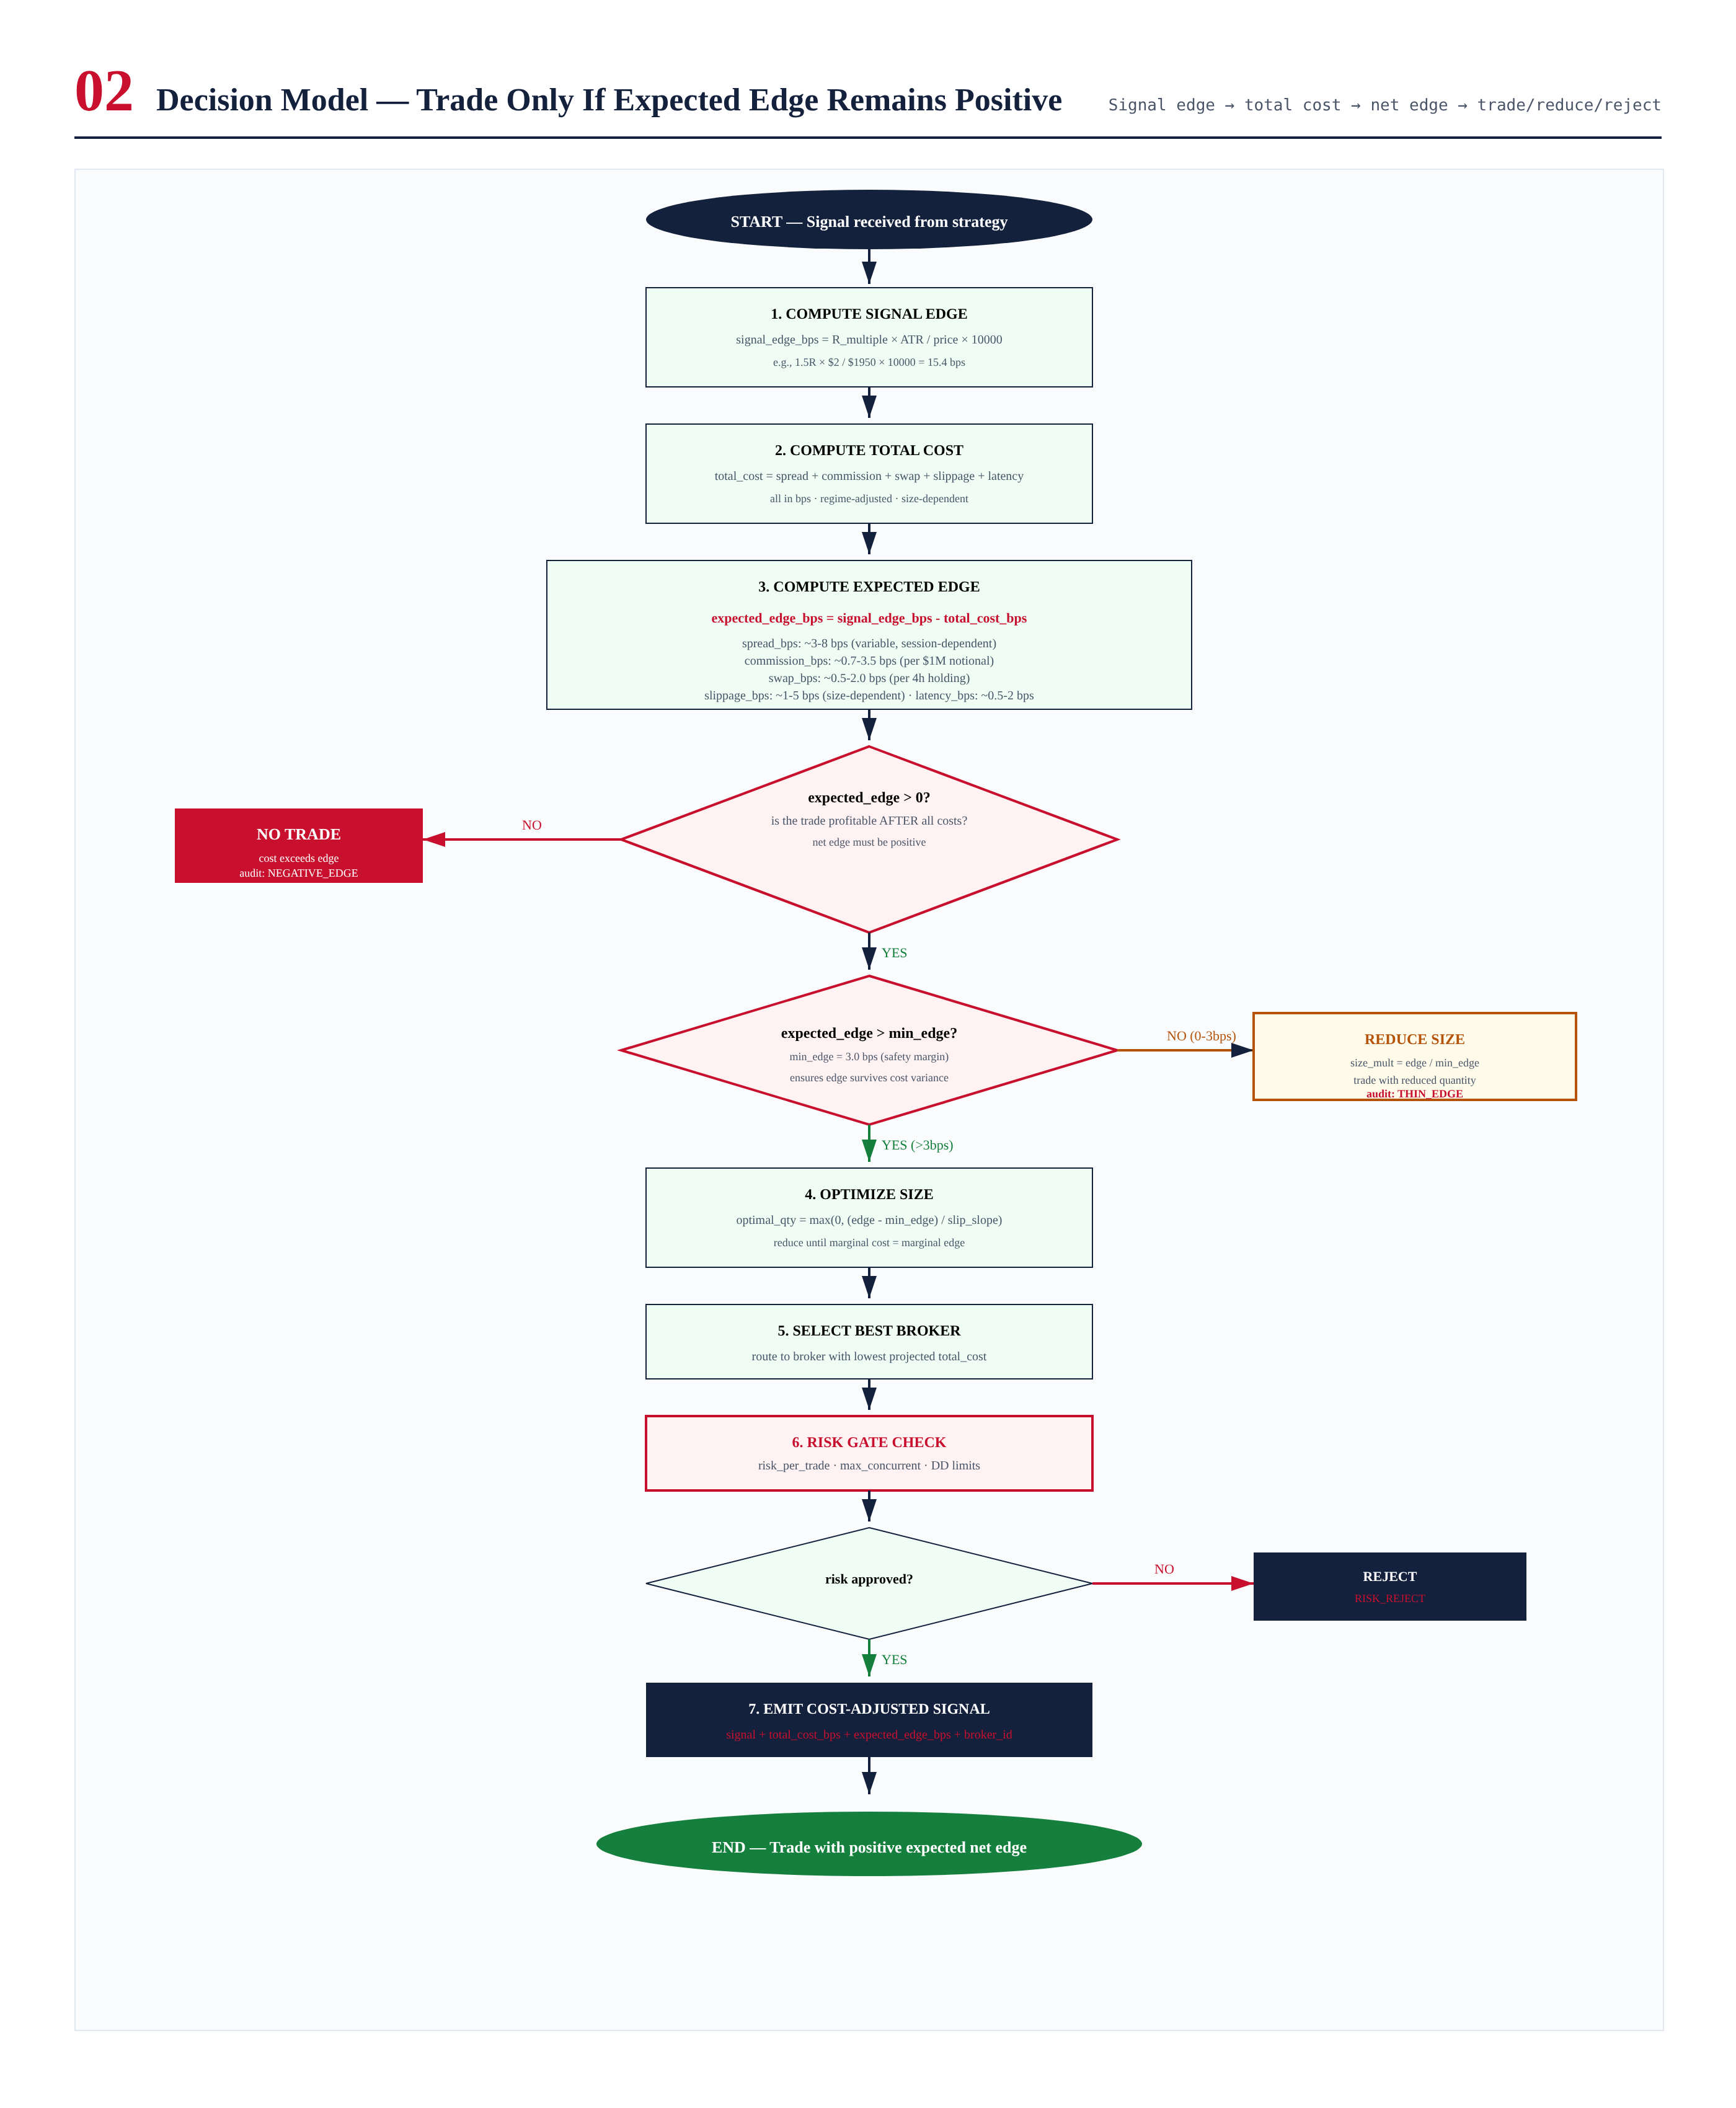 02 Decision Model — Trade Only If Expected Edge Remains Positive
Signal edge → total cost → net edge → trade/reduce/reject
START — Signal received from strategy
1. COMPUTE SIGNAL EDGE
signal_edge_bps = R_multiple × ATR / price × 10000
e.g., 1.5R × $2 / $1950 × 10000 = 15.4 bps
2. COMPUTE TOTAL COST
total_cost = spread + commission + swap + slippage + latency
all in bps · regime-adjusted · size-dependent
3. COMPUTE EXPECTED EDGE
expected_edge_bps = signal_edge_bps - total_cost_bps
spread_bps: ~3-8 bps (variable, session-dependent)
commission_bps: ~0.7-3.5 bps (per $1M notional)
swap_bps: ~0.5-2.0 bps (per 4h holding)
slippage_bps: ~1-5 bps (size-dependent) · latency_bps: ~0.5-2 bps
expected_edge > 0?
is the trade profitable AFTER all costs?
net edge must be positive
NO
NO TRADE
cost exceeds edge
audit: NEGATIVE_EDGE
YES
expected_edge > min_edge?
min_edge = 3.0 bps (safety margin)
ensures edge survives cost variance
NO (0-3bps)
REDUCE SIZE
size_mult = edge / min_edge
trade with reduced quantity
audit: THIN_EDGE
YES (>3bps)
4. OPTIMIZE SIZE
optimal_qty = max(0, (edge - min_edge) / slip_slope)
reduce until marginal cost = marginal edge
5. SELECT BEST BROKER
route to broker with lowest projected total_cost
6. RISK GATE CHECK
risk_per_trade · max_concurrent · DD limits
risk approved?
NO
REJECT
RISK_REJECT
YES
7. EMIT COST-ADJUSTED SIGNAL
signal + total_cost_bps + expected_edge_bps + broker_id
END — Trade with positive expected net edge